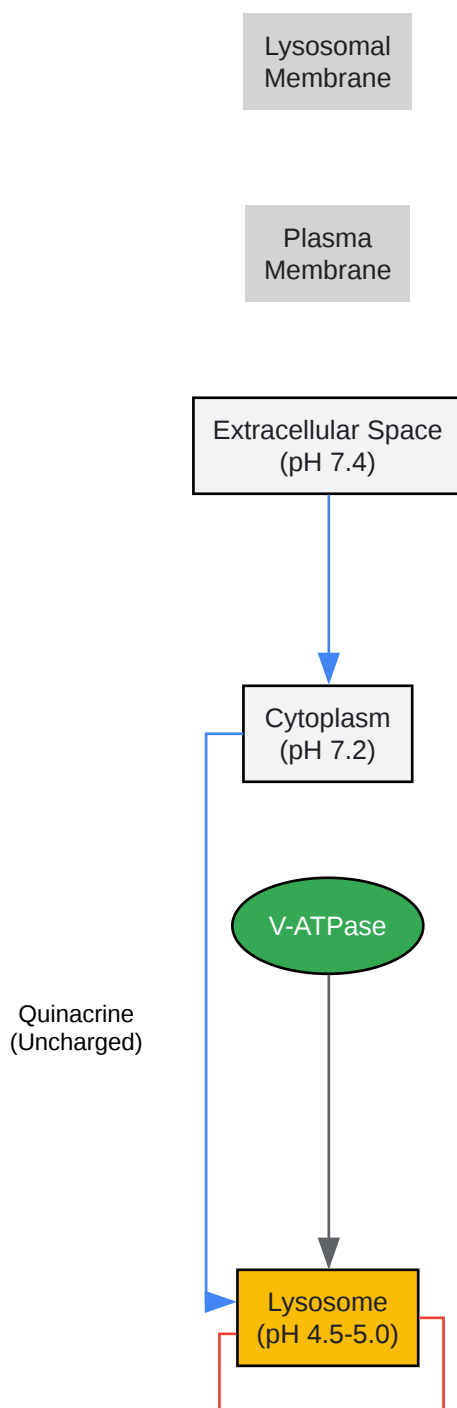 Lysosomal
Membrane
Plasma
Membrane
Extracellular Space
(pH 7.4)
Cytoplasm
(pH 7.2)
V-ATPase
Quinacrine
(Uncharged)
Lysosome
(pH 4.5-5.0)